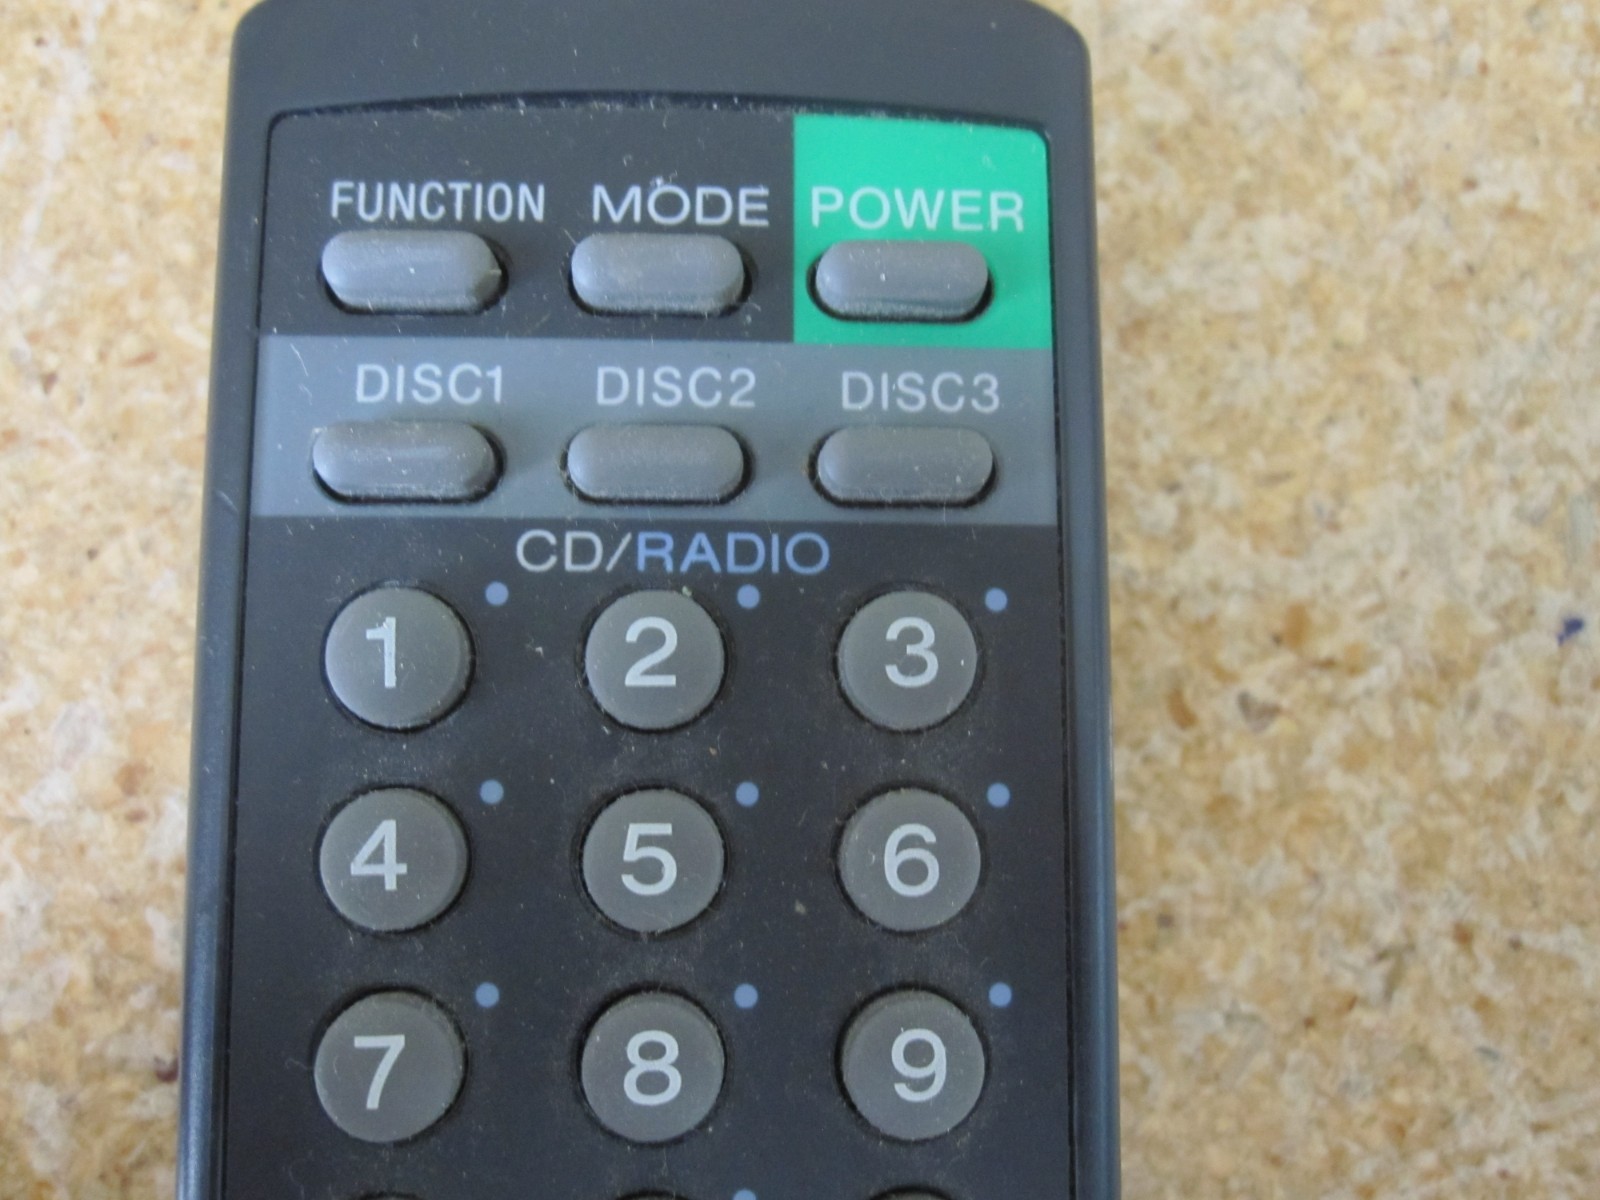 FUNCTION MODE POWER
DISC1 DISC2 DISC3
CD/RADIO
1 2 3
4 5 6
7 8 9